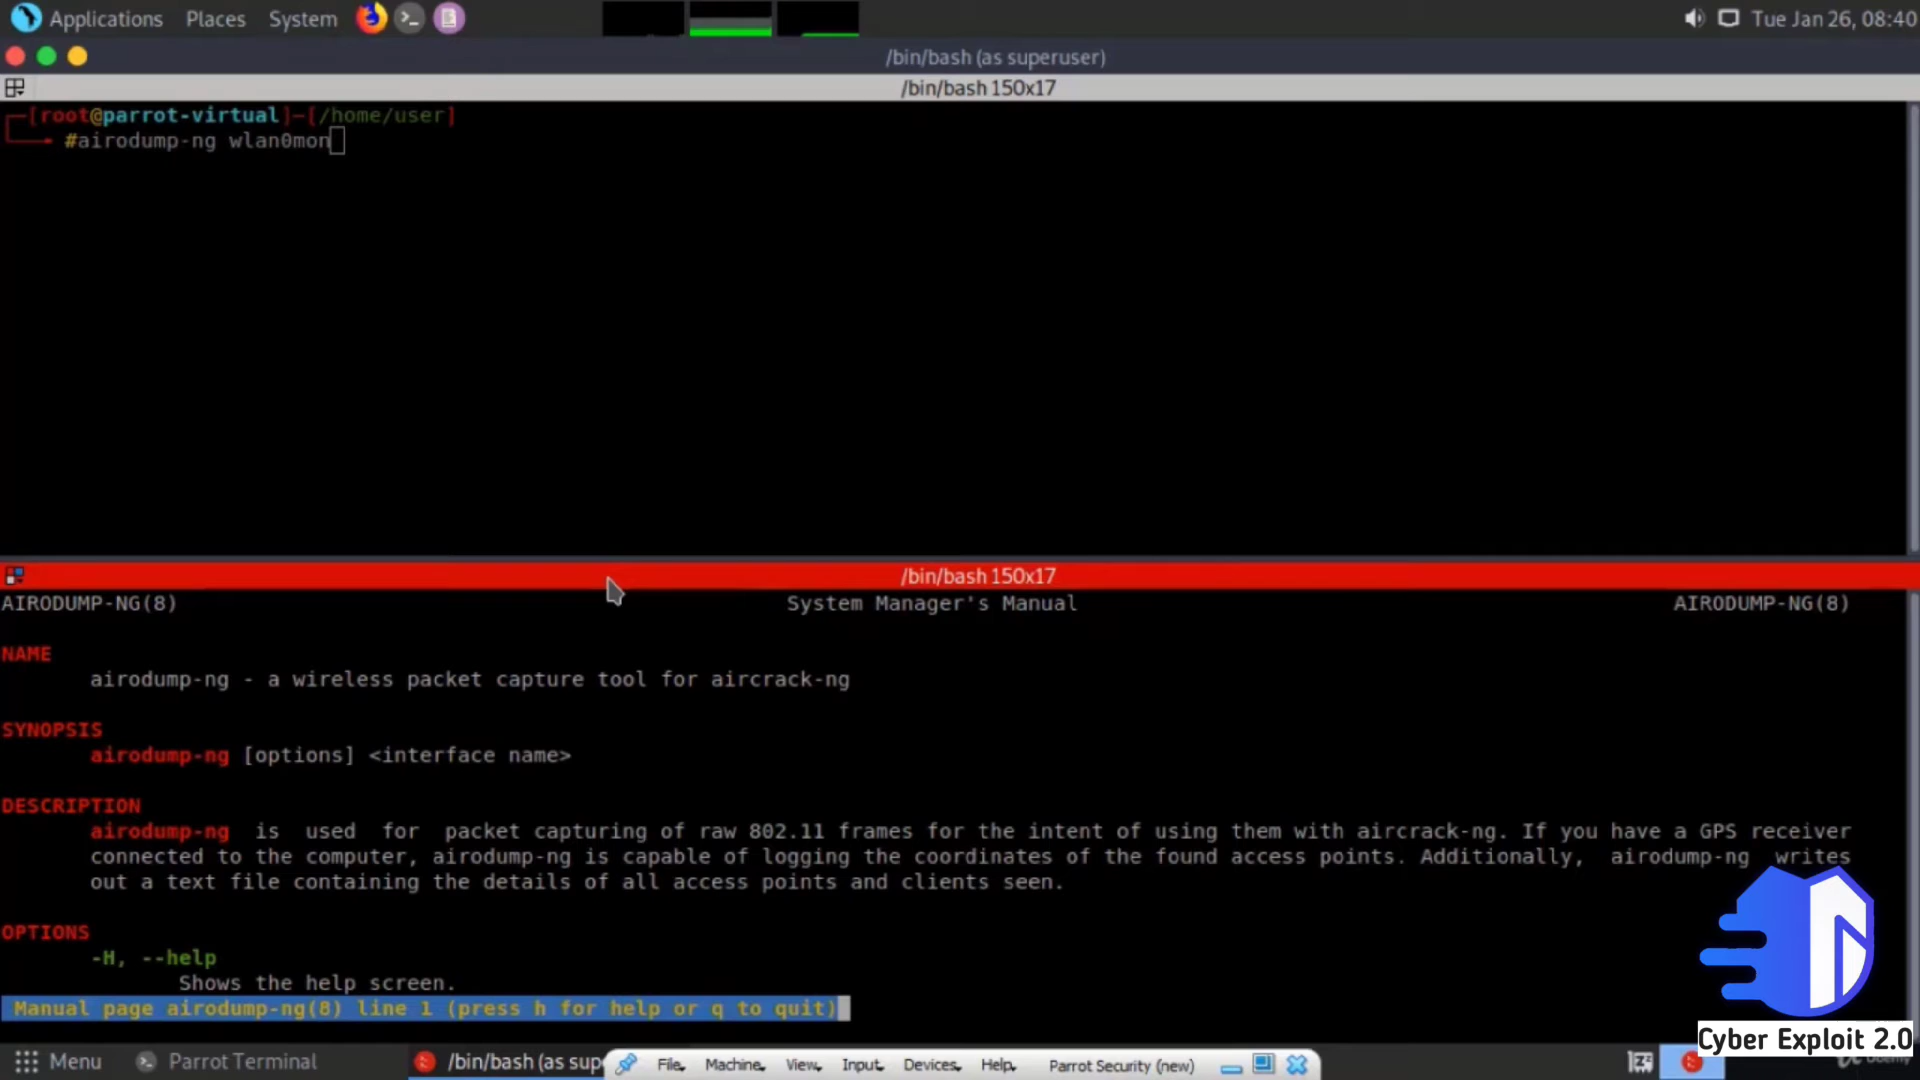 Applications Places System Tue Jan 26, 08:40
/bin/bash (as superuser)
/bin/bash 150x17
[root@parrot-virtual]-[/home/user]
#airodump-ng wlan0mon
/bin/bash 150x17
AIRODUMP-NG(8) System Manager's Manual AIRODUMP-NG(8)
NAME
airodump-ng - a wireless packet capture tool for aircrack-ng
SYNOPSIS
airodump-ng [options] <interface name>
DESCRIPTION
airodump-ng is used for packet capturing of raw 802.11 frames for the intent of using them with aircrack-ng. If you have a GPS receiver
connected to the computer, airodump-ng is capable of logging the coordinates of the found access points. Additionally, airodump-ng writes
out a text file containing the details of all access points and clients seen.
OPTIONS
-H, --help
Shows the help screen.
Manual page airodump-ng(8) line 1 (press h for help or q to quit)
Cyber Exploit 2.0
Menu Parrot Terminal /bin/bash (as sup File Machine View Input Devices Help Parrot Security (new)